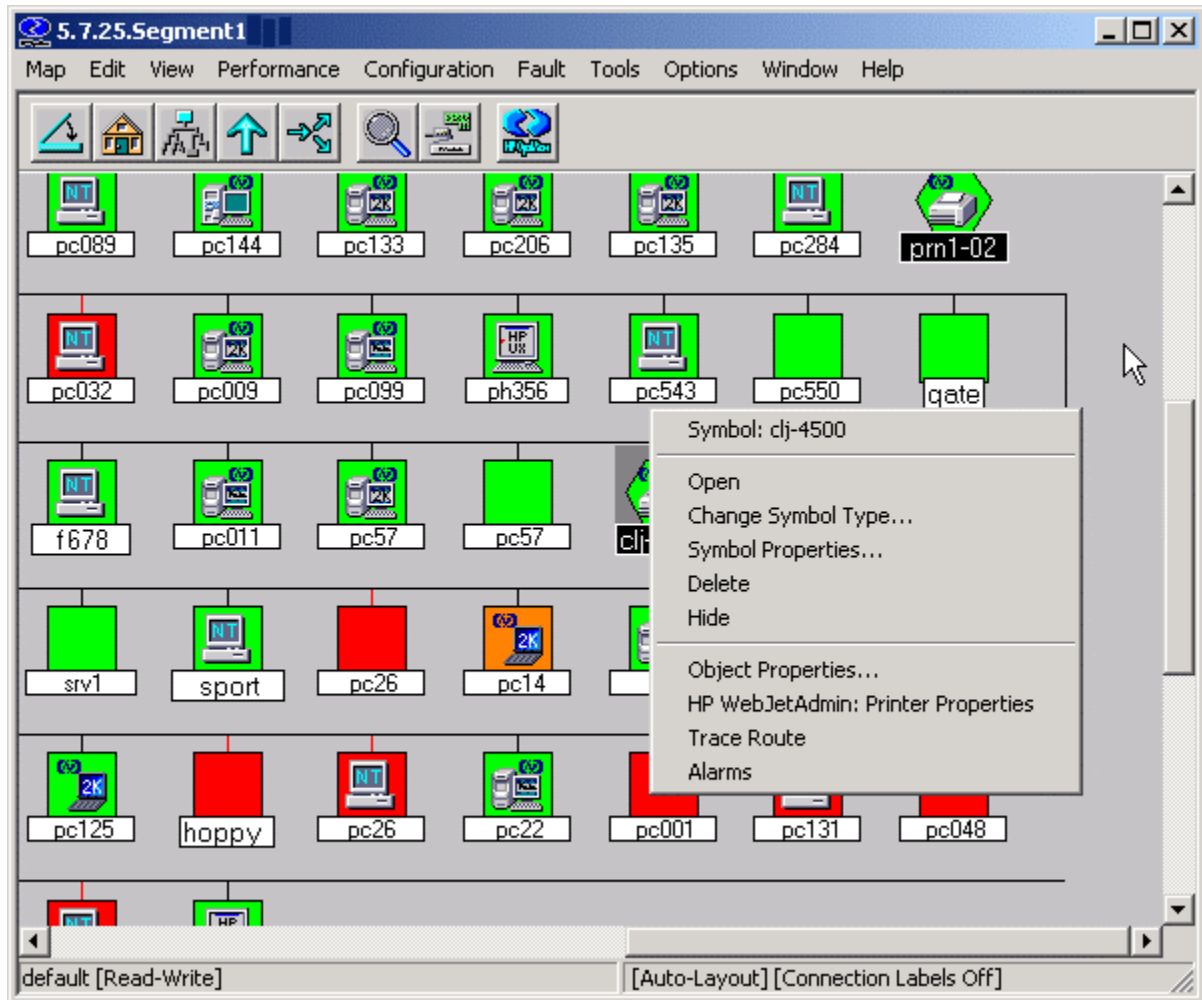 5.7.25.Segment1
Map Edit View Performance Configuration Fault Tools Options Window Help
pc089 pc144 pc133 pc206 pc135 pc284 prn1-02
pc032 pc009 pc099 ph356 pc543 pc550 gate
Symbol: clj-4500
Open
Change Symbol Type...
Symbol Properties...
Delete
Hide
Object Properties...
HP WebJetAdmin: Printer Properties
Trace Route
Alarms
f678 pc011 pc57 pc57
srv1 sport pc26 pc14
pc125 hoppy pc26 pc22 pc001 pc131 pc048
default [Read-Write] [Auto-Layout] [Connection Labels Off]